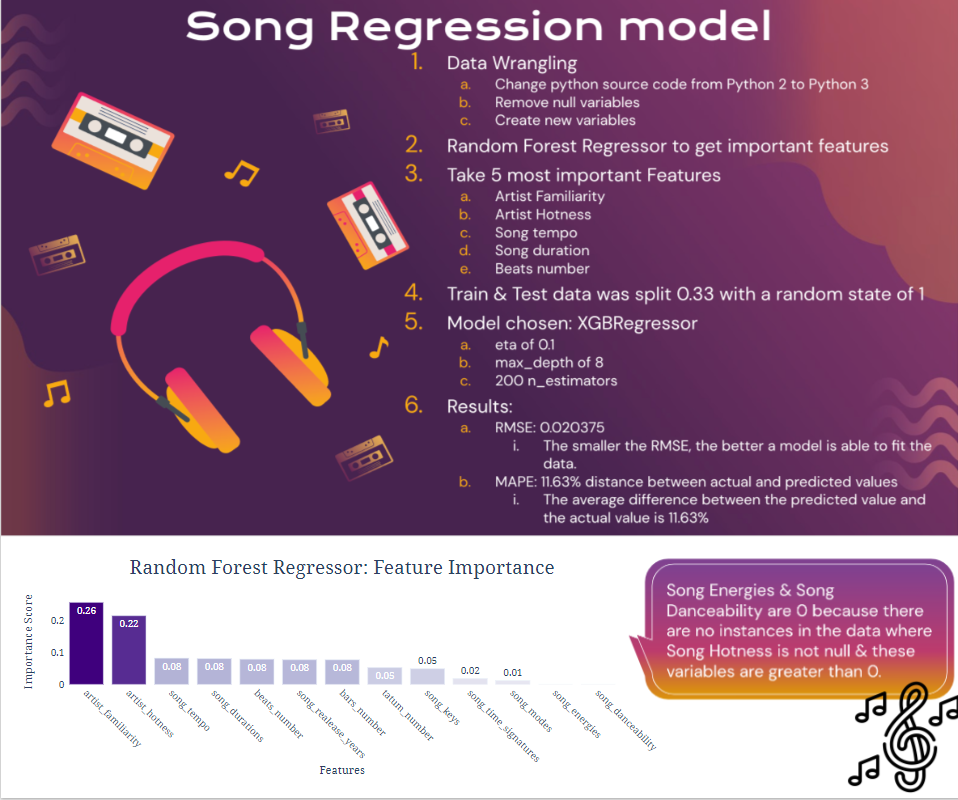 Song Regression model
1. Data Wrangling
a. Change python source code from Python 2 to Python 3
b. Remove null variables
c. Create new variables
2. Random Forest Regressor to get important features
3. Take 5 most important Features
a. Artist Familiarity
b. Artist Hotness
c. Song tempo
d. Song duration
e. Beats number
4. Train & Test data was split 0.33 with a random state of 1
5. Model chosen: XGBRegressor
a. eta of 0.1
b. max_depth of 8
c. 200 n_estimators
6. Results:
a. RMSE: 0.020375
i. The smaller the RMSE, the better a model is able to fit the
data.
b. MAPE: 11.63% distance between actual and predicted values
i. The average difference between the predicted value and
the actual value is 11.63%
Random Forest Regressor: Feature Importance
Importance Score
0.2
0.1
0
0.26
0.22
0.08
0.08
0.08
0.08
0.08
0.05
0.05
0.02
0.01
artist_familiarity
artist_hotness
song_tempo
song_durations
beats_number
song_realease_years
bars_number
tatum_number
song_keys
song_time_signatures
song_modes
song_energies
song_danceability
Features
Song Energies & Song
Danceability are 0 because there
are no instances in the data where
Song Hotness is not null & these
variables are greater than 0.